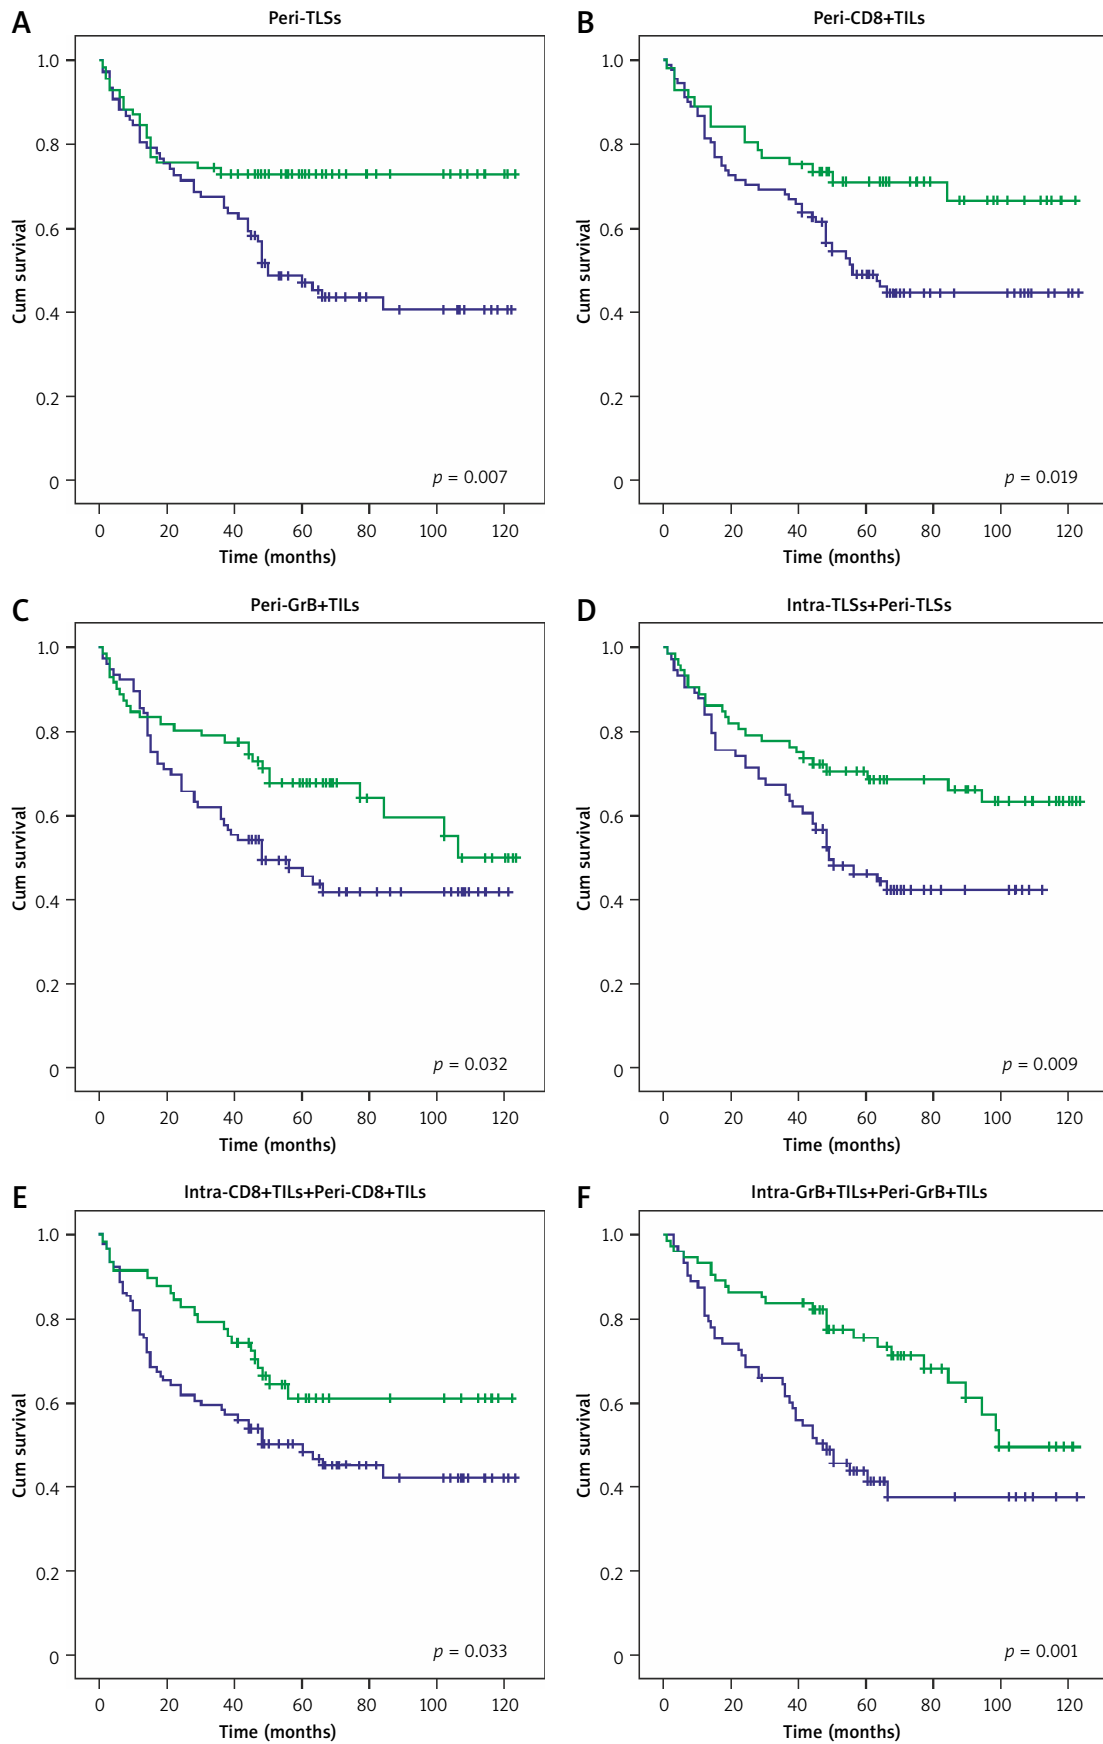 A
Peri-TLSs
1.0
0.8
0.6
0.4
0.2
0
Cum survival
p = 0.007
0 20 40 60 80 100 120
Time (months)
B
Peri-CD8+TILs
1.0
0.8
0.6
0.4
0.2
0
Cum survival
p = 0.019
0 20 40 60 80 100 120
Time (months)
C
Peri-GrB+TILs
1.0
0.8
0.6
0.4
0.2
0
Cum survival
p = 0.032
0 20 40 60 80 100 120
Time (months)
D
Intra-TLSs+Peri-TLSs
1.0
0.8
0.6
0.4
0.2
0
Cum survival
p = 0.009
0 20 40 60 80 100 120
Time (months)
E
Intra-CD8+TILs+Peri-CD8+TILs
1.0
0.8
0.6
0.4
0.2
0
Cum survival
p = 0.033
0 20 40 60 80 100 120
Time (months)
F
Intra-GrB+TILs+Peri-GrB+TILs
1.0
0.8
0.6
0.4
0.2
0
Cum survival
p = 0.001
0 20 40 60 80 100 120
Time (months)